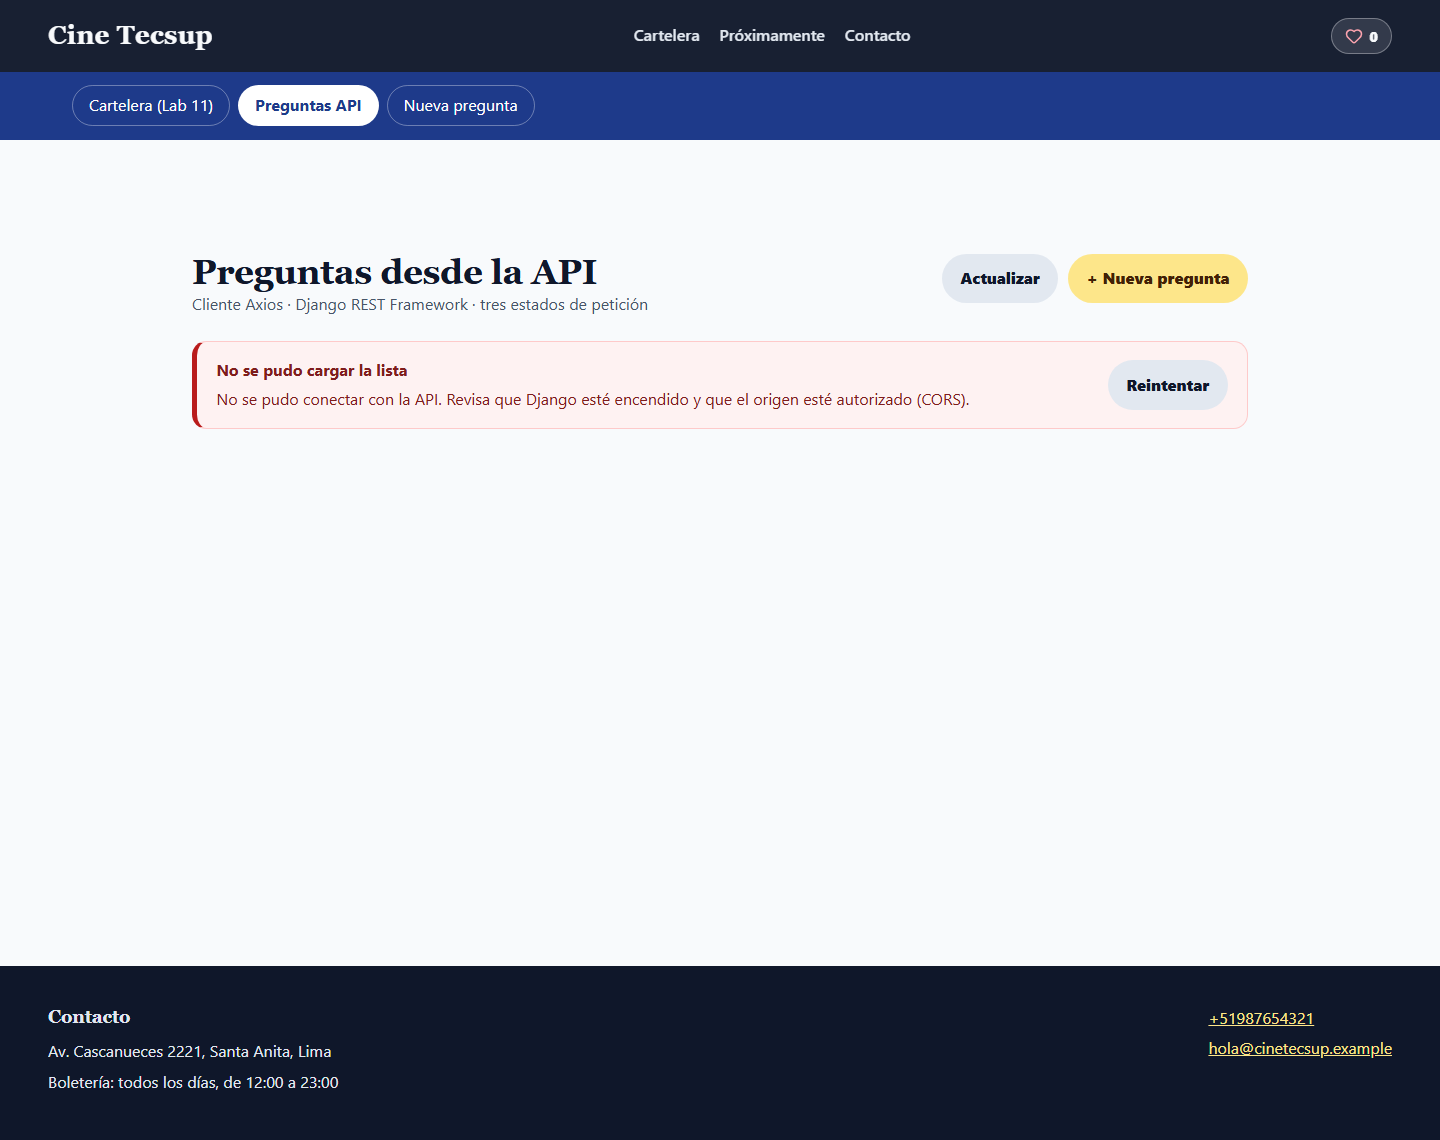 Cine Tecsup
Cartelera Próximamente Contacto
0
Cartelera (Lab 11) Preguntas API Nueva pregunta
Preguntas desde la API
Cliente Axios · Django REST Framework · tres estados de petición
Actualizar + Nueva pregunta
No se pudo cargar la lista
No se pudo conectar con la API. Revisa que Django esté encendido y que el origen esté autorizado (CORS).
Reintentar
Contacto
Av. Cascanueces 2221, Santa Anita, Lima
Boletería: todos los días, de 12:00 a 23:00
+51987654321
hola@cinetecsup.example